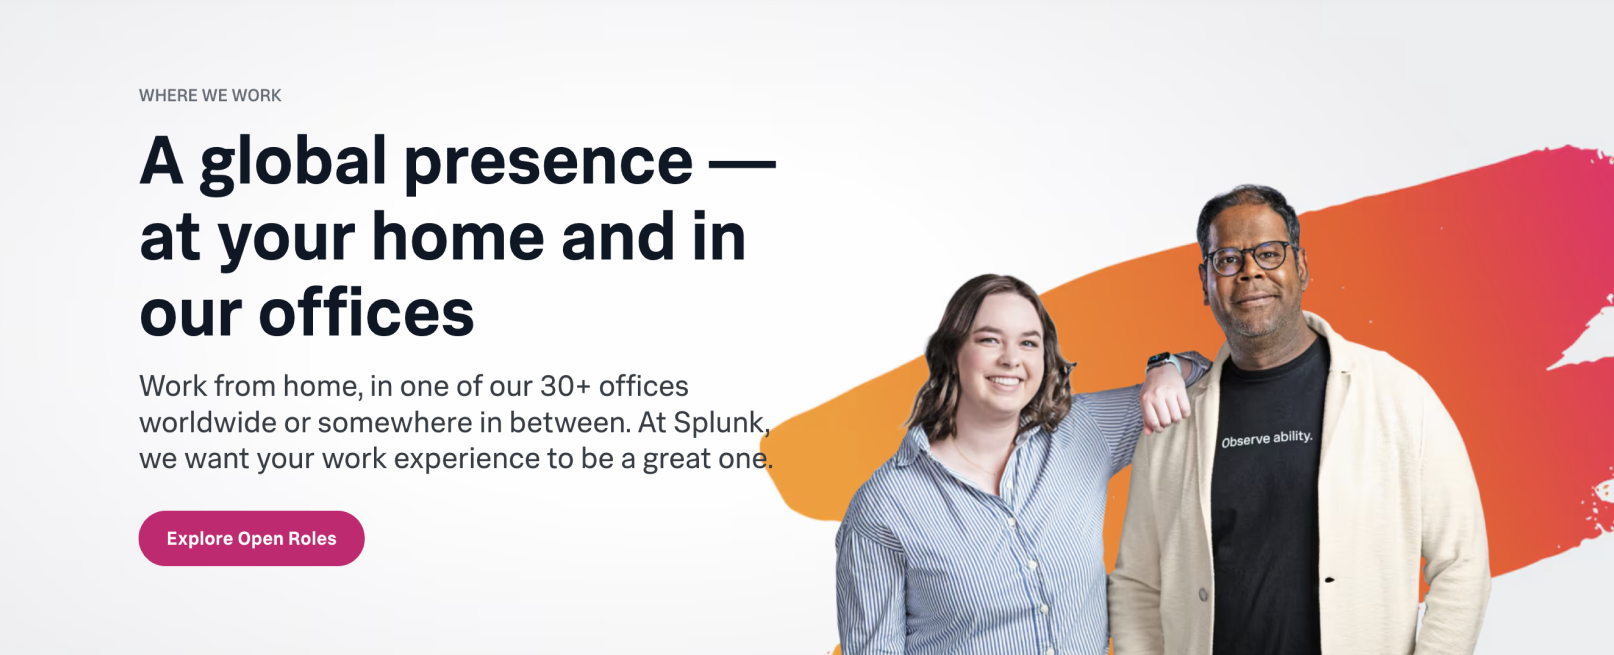 WHERE WE WORK
A global presence —
at your home and in
our offices
Work from home, in one of our 30+ offices
worldwide or somewhere in between. At Splunk,
we want your work experience to be a great one.
Explore Open Roles
Observe ability.